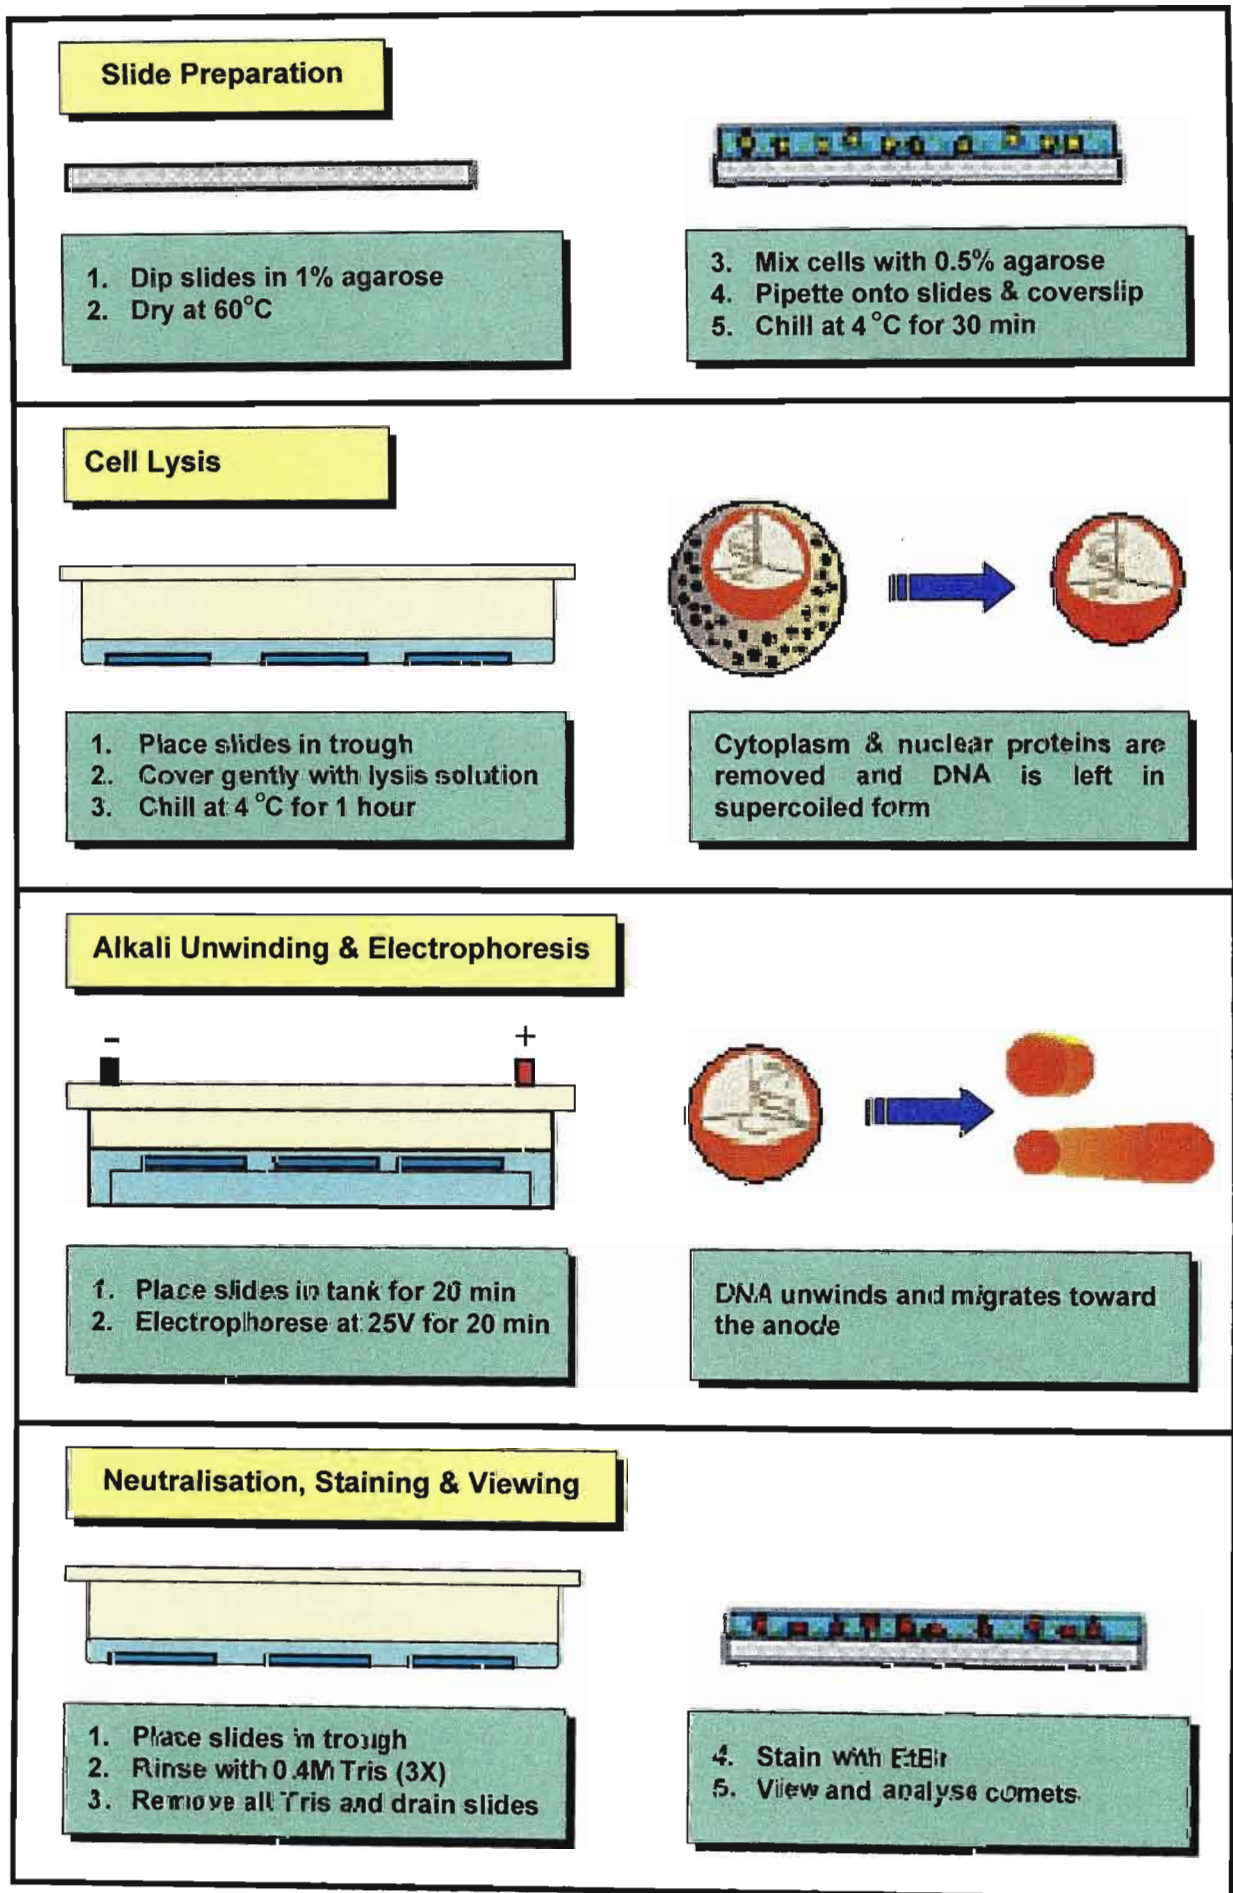 Slide Preparation
1. Dip slides in 1% agarose
2. Dry at 60°C
3. Mix cells with 0.5% agarose
4. Pipette onto slides & coverslip
5. Chill at 4°C for 30 min
Cell Lysis
1. Place slides in trough
2. Cover gently with lysis solution
3. Chill at 4°C for 1 hour
Cytoplasm & nuclear proteins are
removed and DNA is left in
supercoiled form
Alkali Unwinding & Electrophoresis
- +
1. Place slides in tank for 20 min
2. Electrophorese at 25V for 20 min
DNA unwinds and migrates toward
the anode
Neutralisation, Staining & Viewing
1. Place slides in trough
2. Rinse with 0.4M Tris (3X)
3. Remove all Tris and drain slides
4. Stain with EtBr
5. View and analyse comets